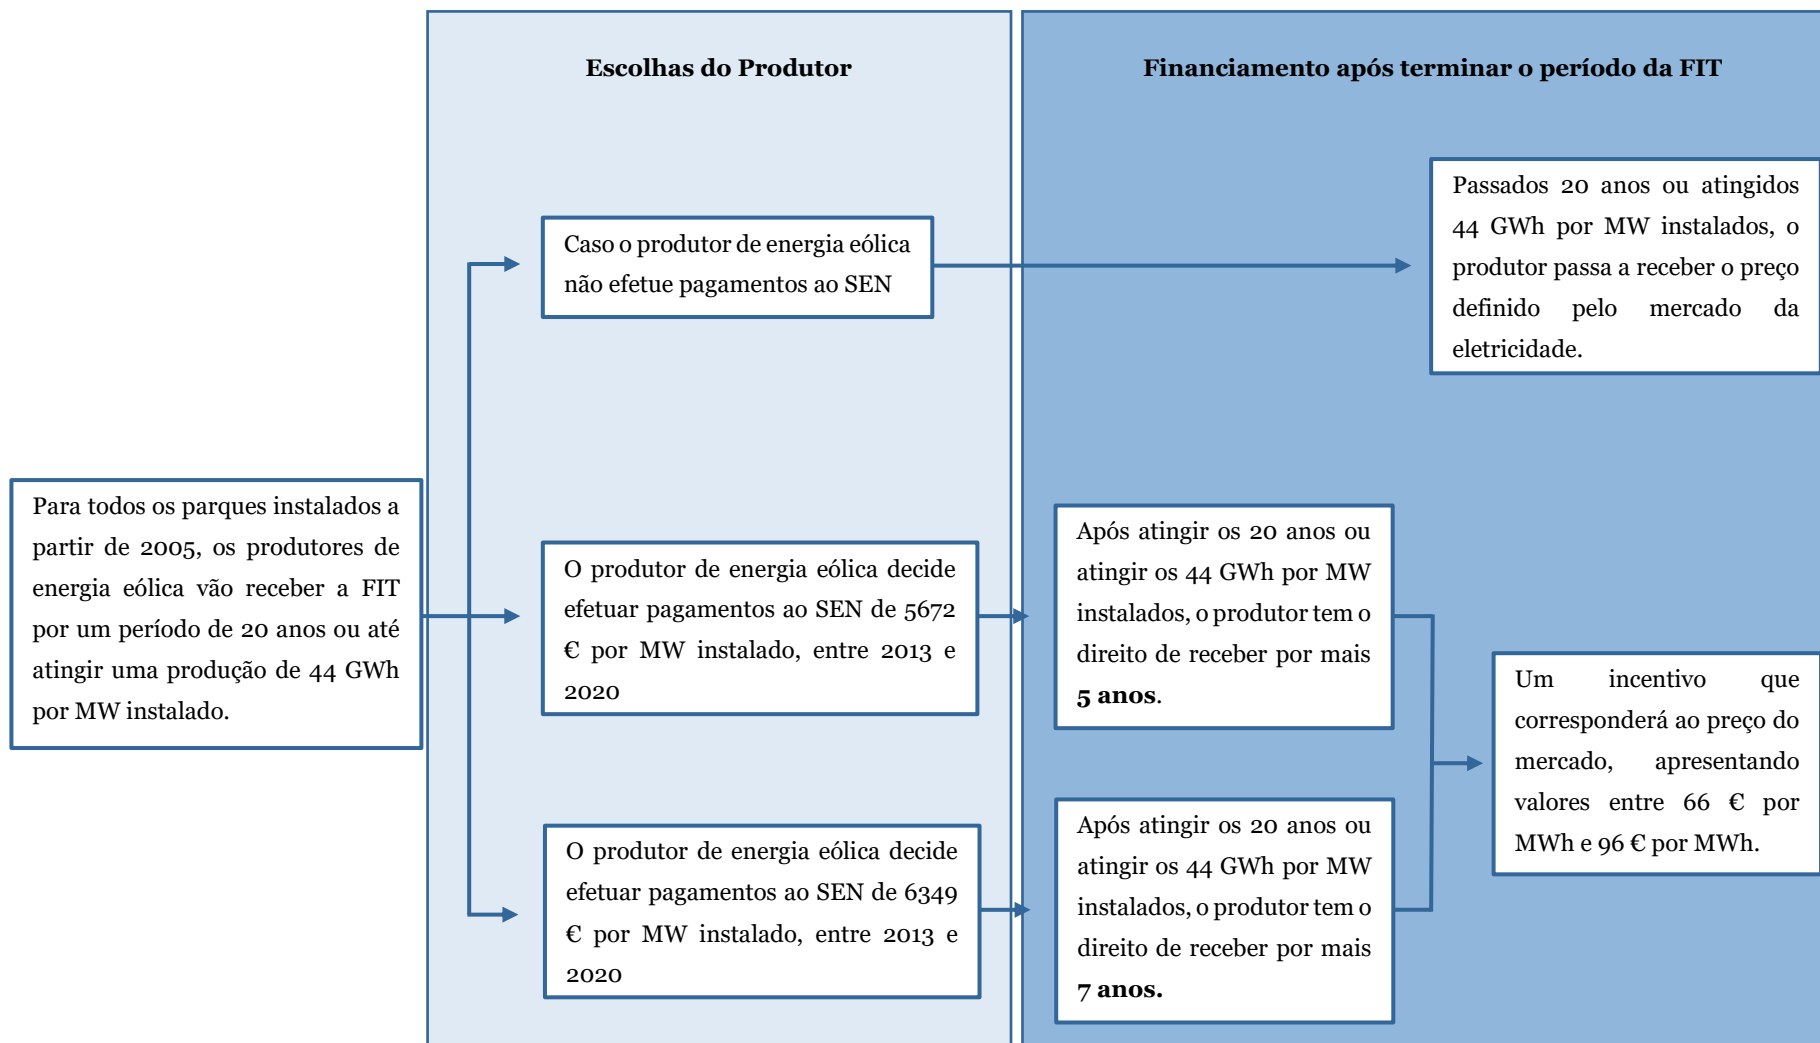 Escolhas do Produtor
Financiamento após terminar o período da FIT
Para todos os parques instalados a
partir de 2005, os produtores de
energia eólica vão receber a FIT
por um período de 20 anos ou até
atingir uma produção de 44 GWh
por MW instalado.
Caso o produtor de energia eólica
não efetue pagamentos ao SEN
Passados 20 anos ou atingidos
44 GWh por MW instalados, o
produtor passa a receber o preço
definido pelo mercado da
eletricidade.
O produtor de energia eólica decide
efetuar pagamentos ao SEN de 5672
€ por MW instalado, entre 2013 e
2020
Após atingir os 20 anos ou
atingir os 44 GWh por MW
instalados, o produtor tem o
direito de receber por mais
5 anos.
O produtor de energia eólica decide
efetuar pagamentos ao SEN de 6349
€ por MW instalado, entre 2013 e
2020
Após atingir os 20 anos ou
atingir os 44 GWh por MW
instalados, o produtor tem o
direito de receber por mais
7 anos.
Um incentivo que
corresponderá ao preço do
mercado, apresentando
valores entre 66 € por
MWh e 96 € por MWh.